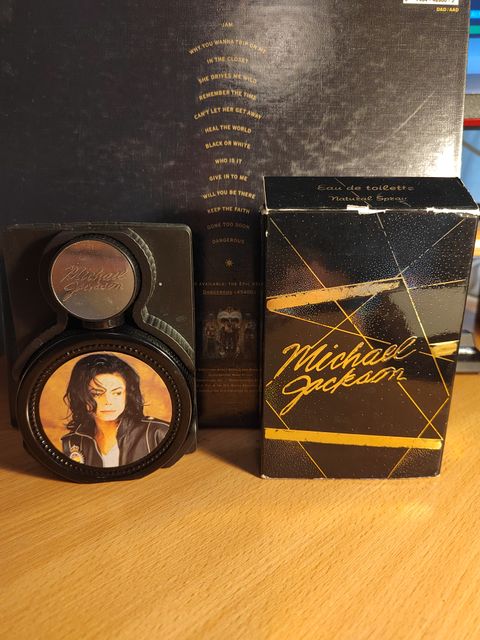 DAD/AAD
JAM
WHY YOU WANNA TRIP ON ME
IN THE CLOSET
SHE DRIVES ME WILD
REMEMBER THE TIME
CAN'T LET HER GET AWAY
HEAL THE WORLD
BLACK OR WHITE
WHO IS IT
GIVE IN TO ME
WILL YOU BE THERE
KEEP THE FAITH
GONE TOO SOON
DANGEROUS
Michael
Jackson
Eau de toilette
Natural Spray
Michael
Jackson